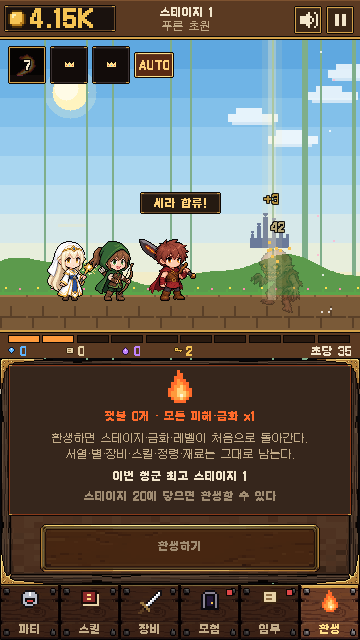 4.15K
스테이지 1
푸른 초원
7
AUTO
세라 합류!
+3
42
0
0
0
2
초당 35
잿불 0개 · 모든 피해·금화 x1
환생하면 스테이지·금화·레벨이 처음으로 돌아간다.
서열·별·장비·스킬·정령·재료는 그대로 남는다.
이번 행군 최고 스테이지 1
스테이지 20에 닿으면 환생할 수 있다
환생하기
파티
스킬
장비
모험
임무
환생